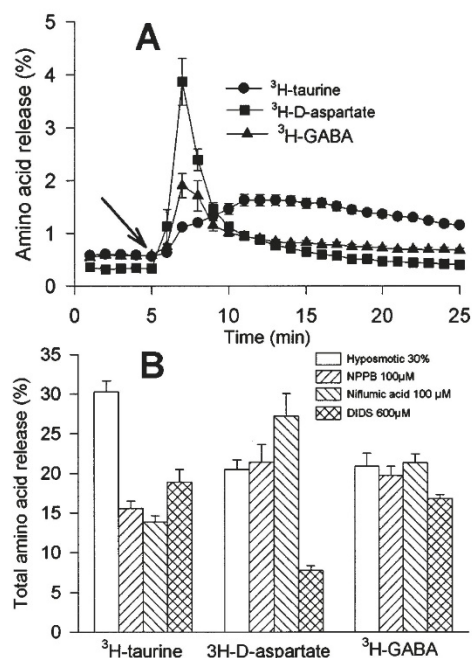 A
Amino acid release (%)
5
4
3
2
1
0
³H-taurine
³H-D-aspartate
³H-GABA
0 5 10 15 20 25
Time (min)
B
Total amino acid release (%)
35
30
25
20
15
10
5
0
Hyposmotic 30%
NPPB 100µM
Niflumic acid 100 µM
DIDS 600µM
³H-taurine 3H-D-aspartate ³H-GABA